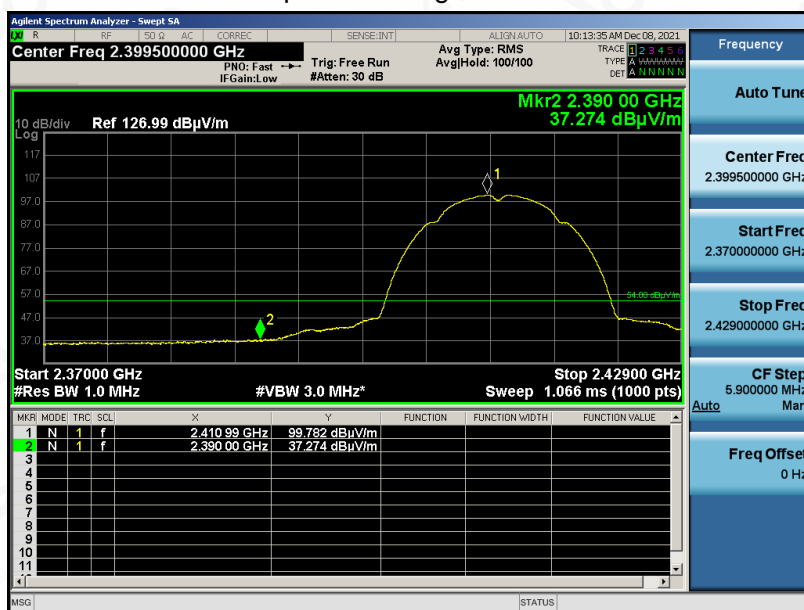 Agilent Spectrum Analyzer - Swept SA
LXI R RF 50 Ω AC CORREC SENSE:INT ALIGN AUTO 10:13:35 AM Dec 08, 2021
Center Freq 2.399500000 GHz
PNO: Fast
IFGain:Low
Trig: Free Run
#Atten: 30 dB
Avg Type: RMS
Avg|Hold: 100/100
TRACE 1 2 3 4 5 6
TYPE A WWWWW
DET A N N N N N
Mkr2 2.390 00 GHz
37.274 dBµV/m
10 dB/div Ref 126.99 dBµV/m
Log
117
107
97.0
87.0
77.0
67.0
57.0
47.0
37.0
1
2
54.00 dBµV/m
Start 2.37000 GHz Stop 2.42900 GHz
#Res BW 1.0 MHz #VBW 3.0 MHz* Sweep 1.066 ms (1000 pts)
MKR MODE TRC SCL X Y FUNCTION FUNCTION WIDTH FUNCTION VALUE
1 N 1 f 2.410 99 GHz 99.782 dBµV/m
2 N 1 f 2.390 00 GHz 37.274 dBµV/m
3
4
5
6
7
8
9
10
11
MSG STATUS
Frequency
Auto Tune
Center Freq
2.399500000 GHz
Start Freq
2.370000000 GHz
Stop Freq
2.429000000 GHz
CF Step
5.900000 MHz
Auto Man
Freq Offset
0 Hz